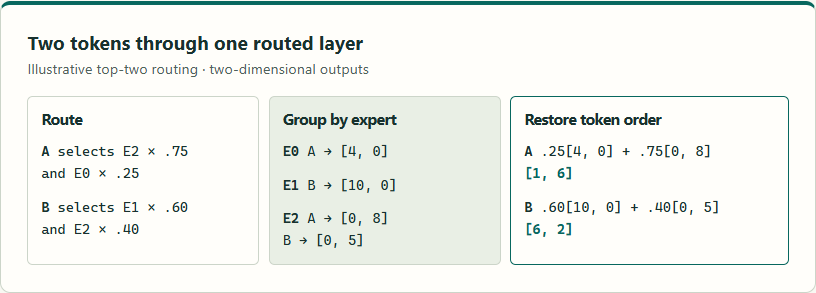 Two tokens through one routed layer
Illustrative top-two routing · two-dimensional outputs
Route
A selects E2 × .75
and E0 × .25
B selects E1 × .60
and E2 × .40
Group by expert
E0 A → [4, 0]
E1 B → [10, 0]
E2 A → [0, 8]
B → [0, 5]
Restore token order
A .25[4, 0] + .75[0, 8]
[1, 6]
B .60[10, 0] + .40[0, 5]
[6, 2]